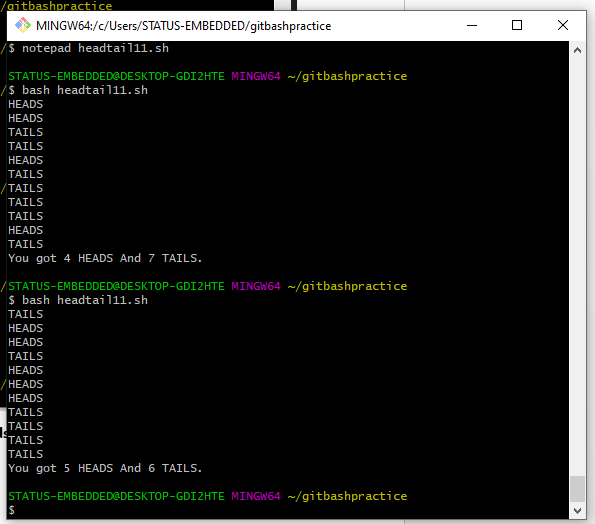 /gitbashpractice
MINGW64:/c/Users/STATUS-EMBEDDED/gitbashpractice
$ notepad headtail11.sh
STATUS-EMBEDDED@DESKTOP-GDI2HTE MINGW64 ~/gitbashpractice
$ bash headtail11.sh
HEADS
HEADS
TAILS
TAILS
HEADS
TAILS
TAILS
TAILS
TAILS
HEADS
TAILS
You got 4 HEADS And 7 TAILS.
STATUS-EMBEDDED@DESKTOP-GDI2HTE MINGW64 ~/gitbashpractice
$ bash headtail11.sh
TAILS
HEADS
HEADS
TAILS
HEADS
HEADS
HEADS
TAILS
TAILS
TAILS
TAILS
You got 5 HEADS And 6 TAILS.
STATUS-EMBEDDED@DESKTOP-GDI2HTE MINGW64 ~/gitbashpractice
$